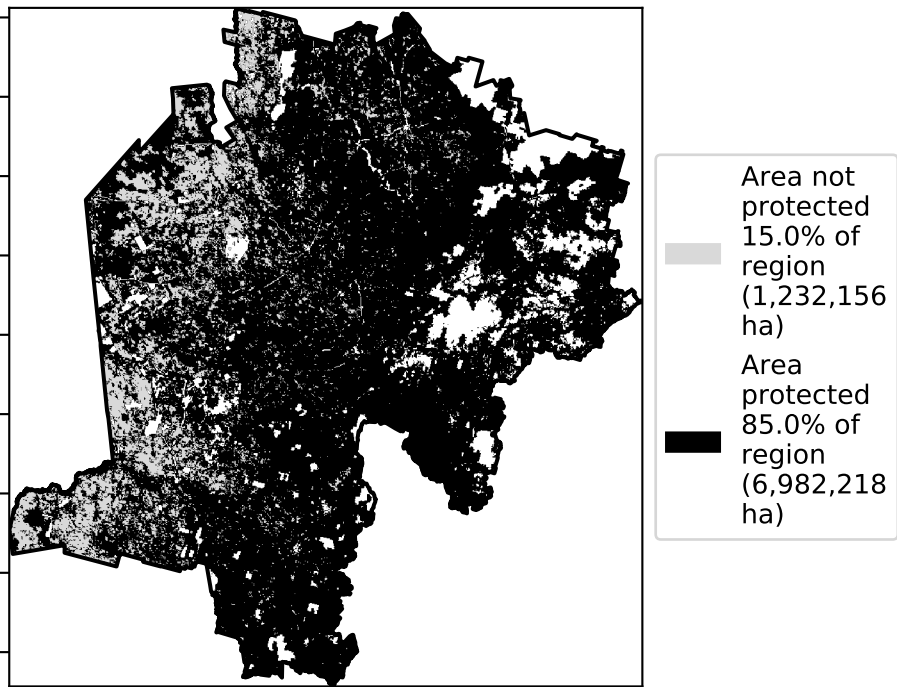 Area not
protected
15.0% of
region
(1,232,156
ha)
Area
protected
85.0% of
region
(6,982,218
ha)